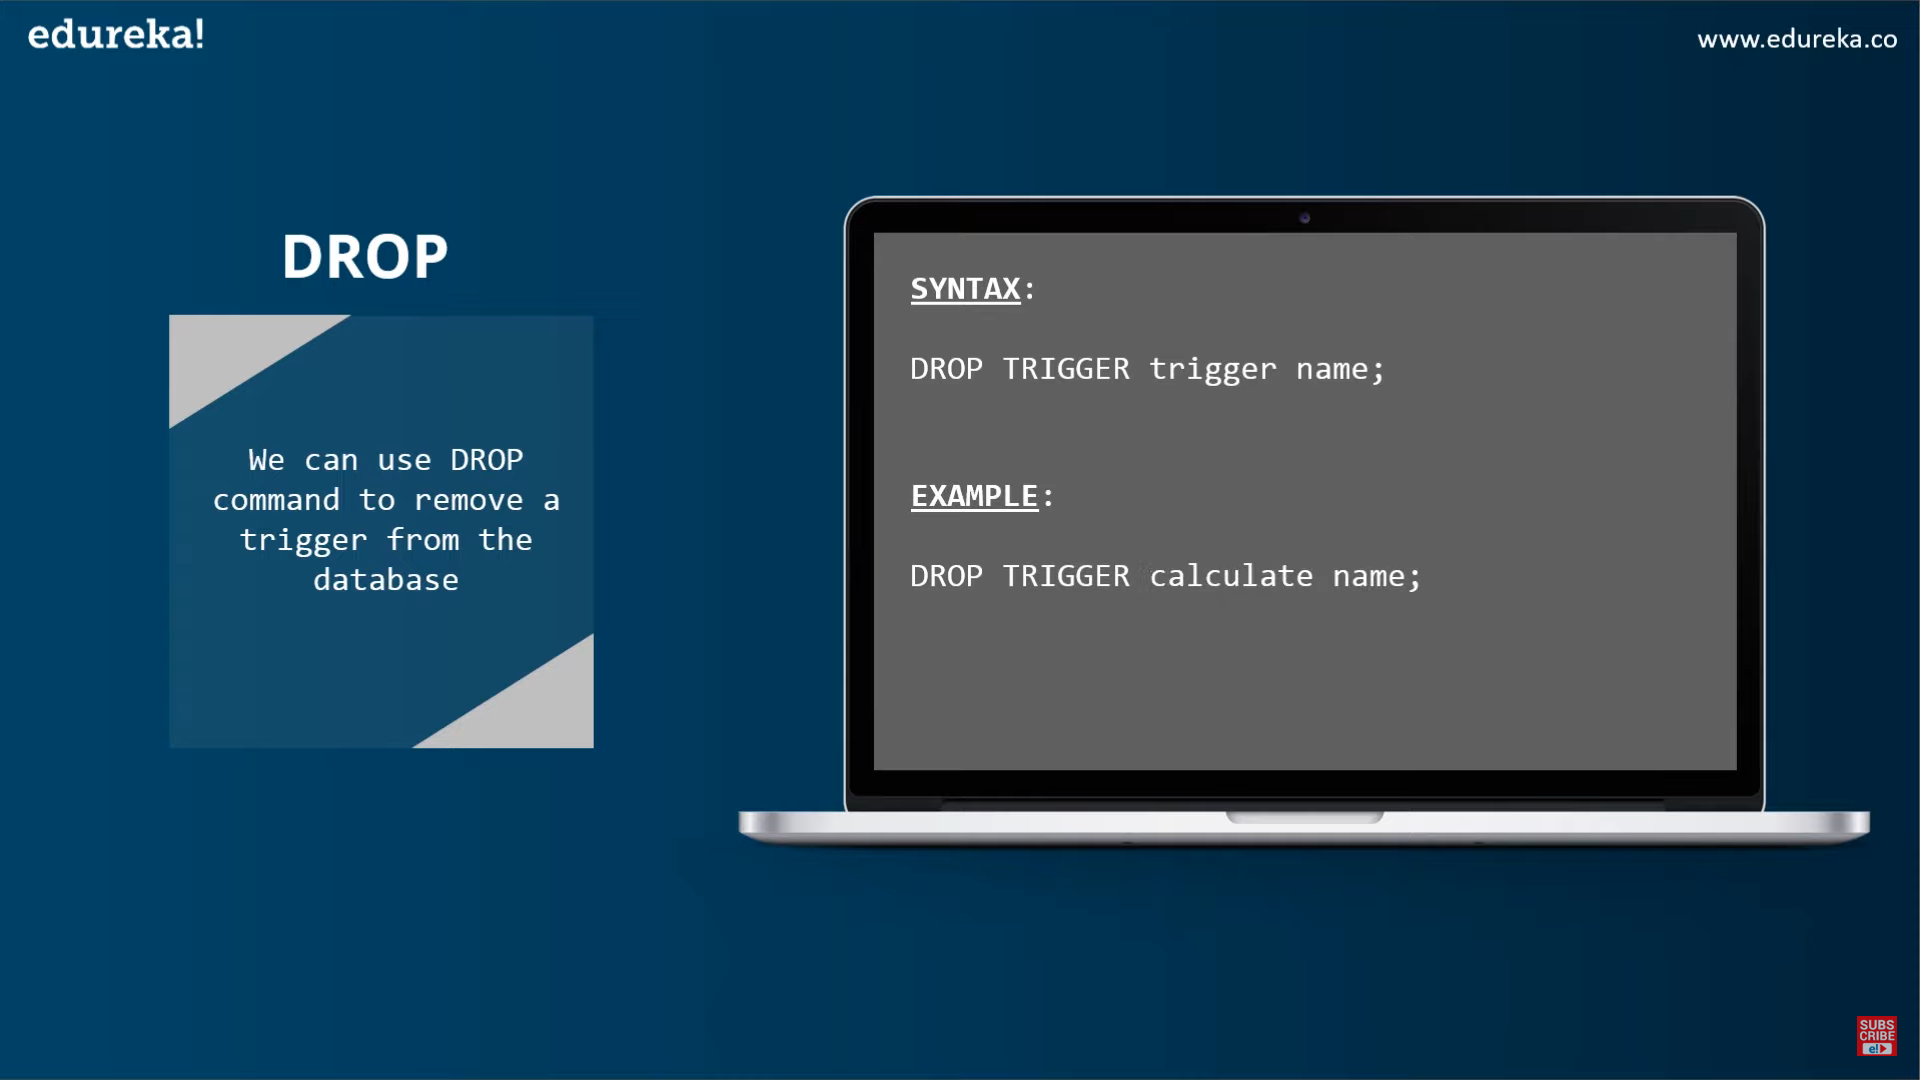 edureka!
www.edureka.co
DROP
We can use DROP
command to remove a
trigger from the
database
SYNTAX:
DROP TRIGGER trigger name;
EXAMPLE:
DROP TRIGGER calculate name;
SUBS
CRIBE
e!